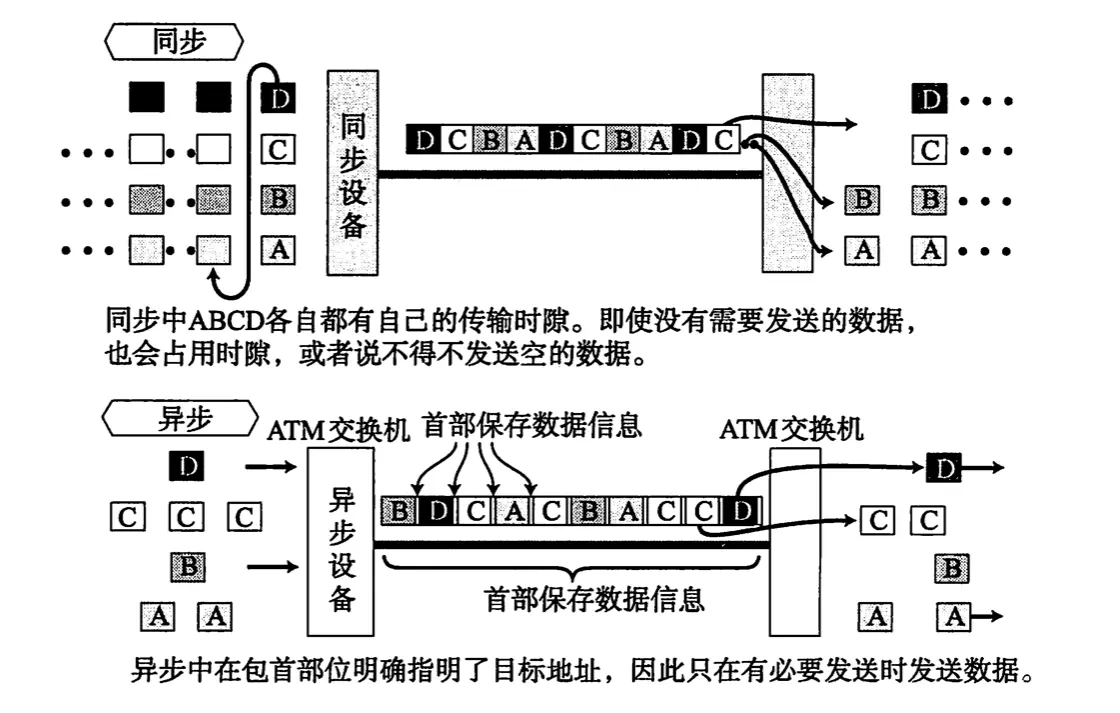 同步
D
C
B
A
同步设备
D C B A D C B A D C
D
C
B B
A A
同步中ABCD各自都有自己的传输时隙。即使没有需要发送的数据，
也会占用时隙，或者说不得不发送空的数据。
异步
ATM交换机 首部保存数据信息 ATM交换机
D
C C C
B
A A
异步设备
B D C A C B A C C D
首部保存数据信息
D
C C
B
A A
异步中在包首部位明确指明了目标地址，因此只在有必要发送时发送数据。